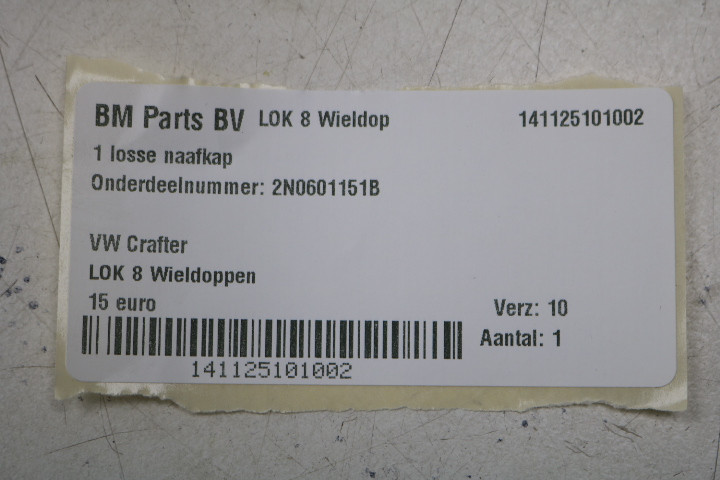 BM Parts BV LOK 8 Wieldop 141125101002
1 losse naafkap
Onderdeelnummer: 2N0601151B
VW Crafter
LOK 8 Wieldoppen
15 euro Verz: 10
Aantal: 1
141125101002